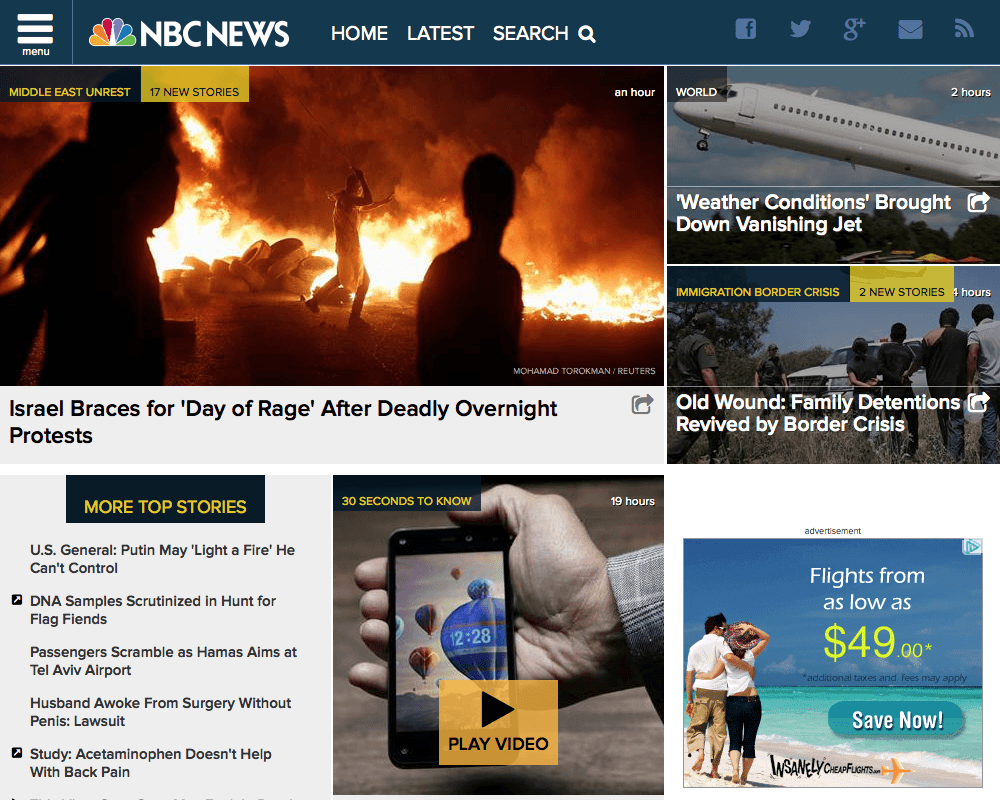 menu
NBC NEWS
HOME LATEST SEARCH
MIDDLE EAST UNREST
17 NEW STORIES
an hour
MOHAMAD TOROKMAN / REUTERS
Israel Braces for 'Day of Rage' After Deadly Overnight
Protests
WORLD
2 hours
'Weather Conditions' Brought
Down Vanishing Jet
IMMIGRATION BORDER CRISIS
2 NEW STORIES
4 hours
Old Wound: Family Detentions
Revived by Border Crisis
MORE TOP STORIES
U.S. General: Putin May 'Light a Fire' He
Can't Control
DNA Samples Scrutinized in Hunt for
Flag Fiends
Passengers Scramble as Hamas Aims at
Tel Aviv Airport
Husband Awoke From Surgery Without
Penis: Lawsuit
Study: Acetaminophen Doesn't Help
With Back Pain
30 SECONDS TO KNOW
19 hours
12:28
PLAY VIDEO
advertisement
Flights from
as low as
$49.00*
*additional taxes and fees may apply
Save Now!
INSANELYCHEAPFLIGHTS.com